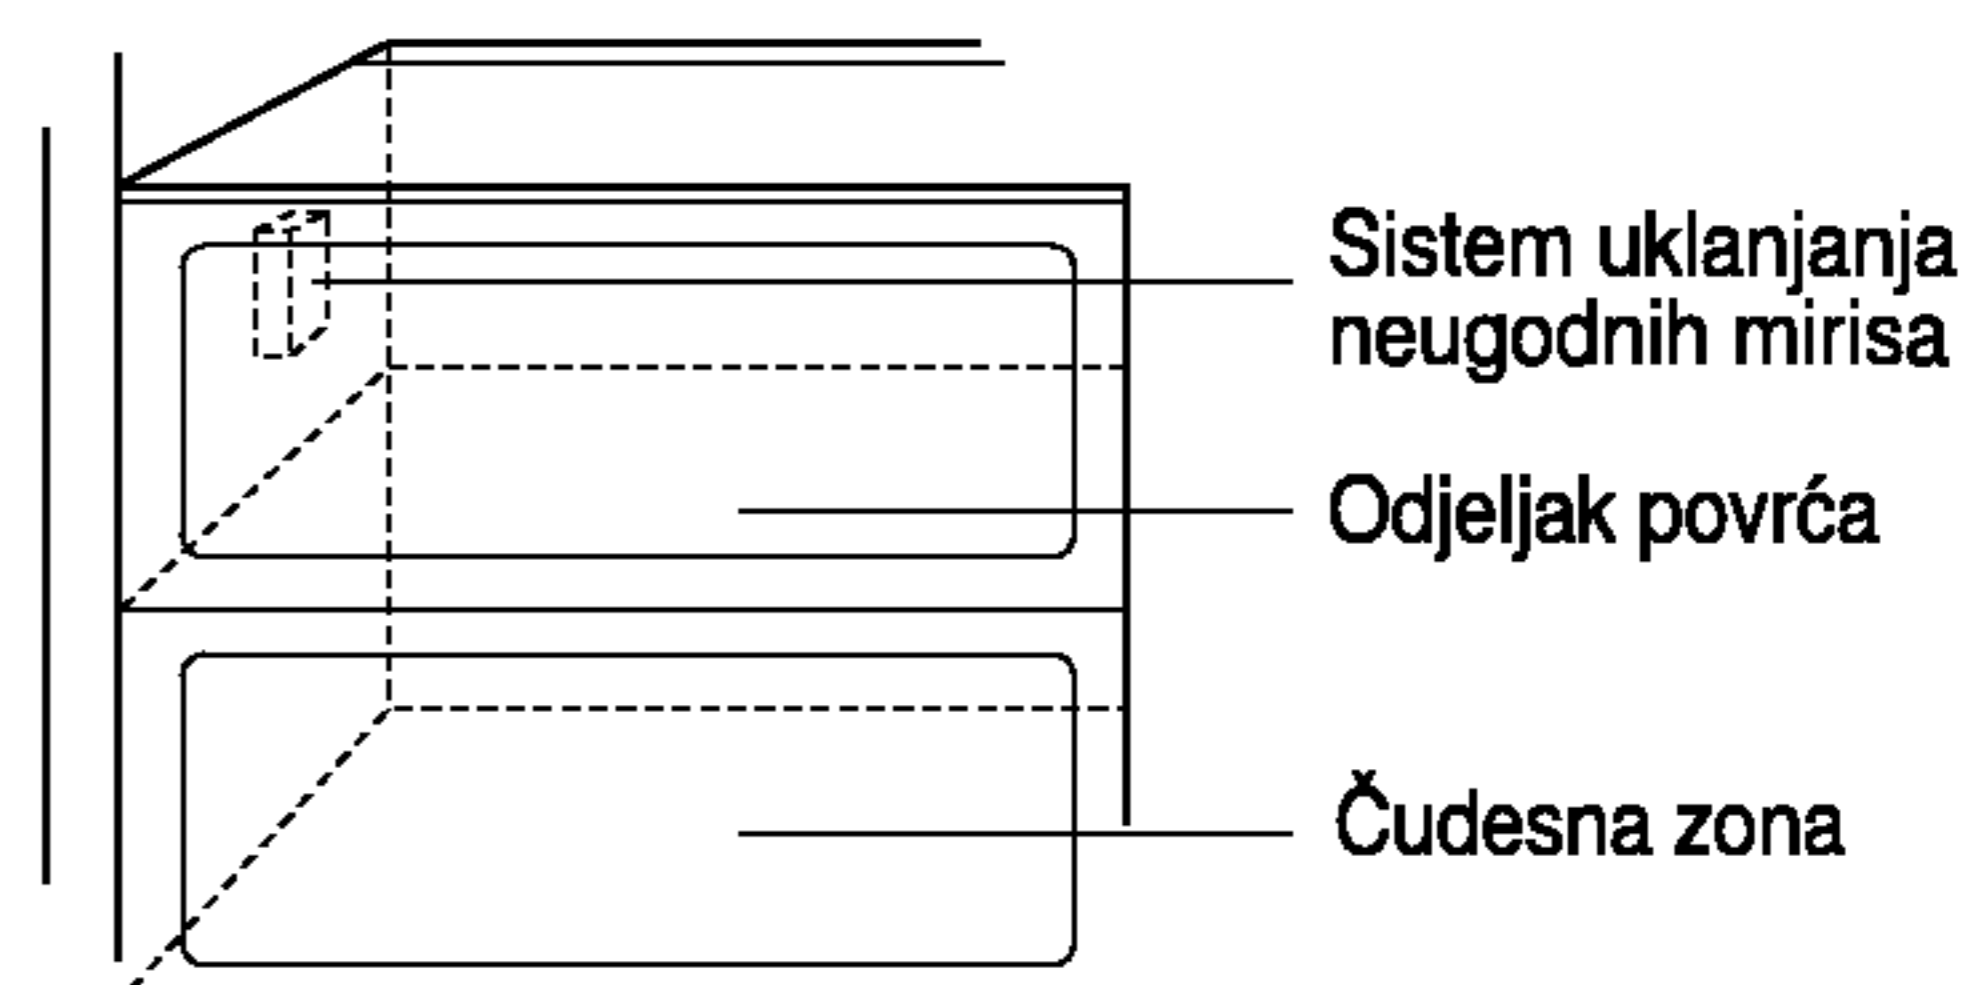 Sistem uklanjanja
neugodnih mirisa
Odjeljak povrća
Čudesna zona